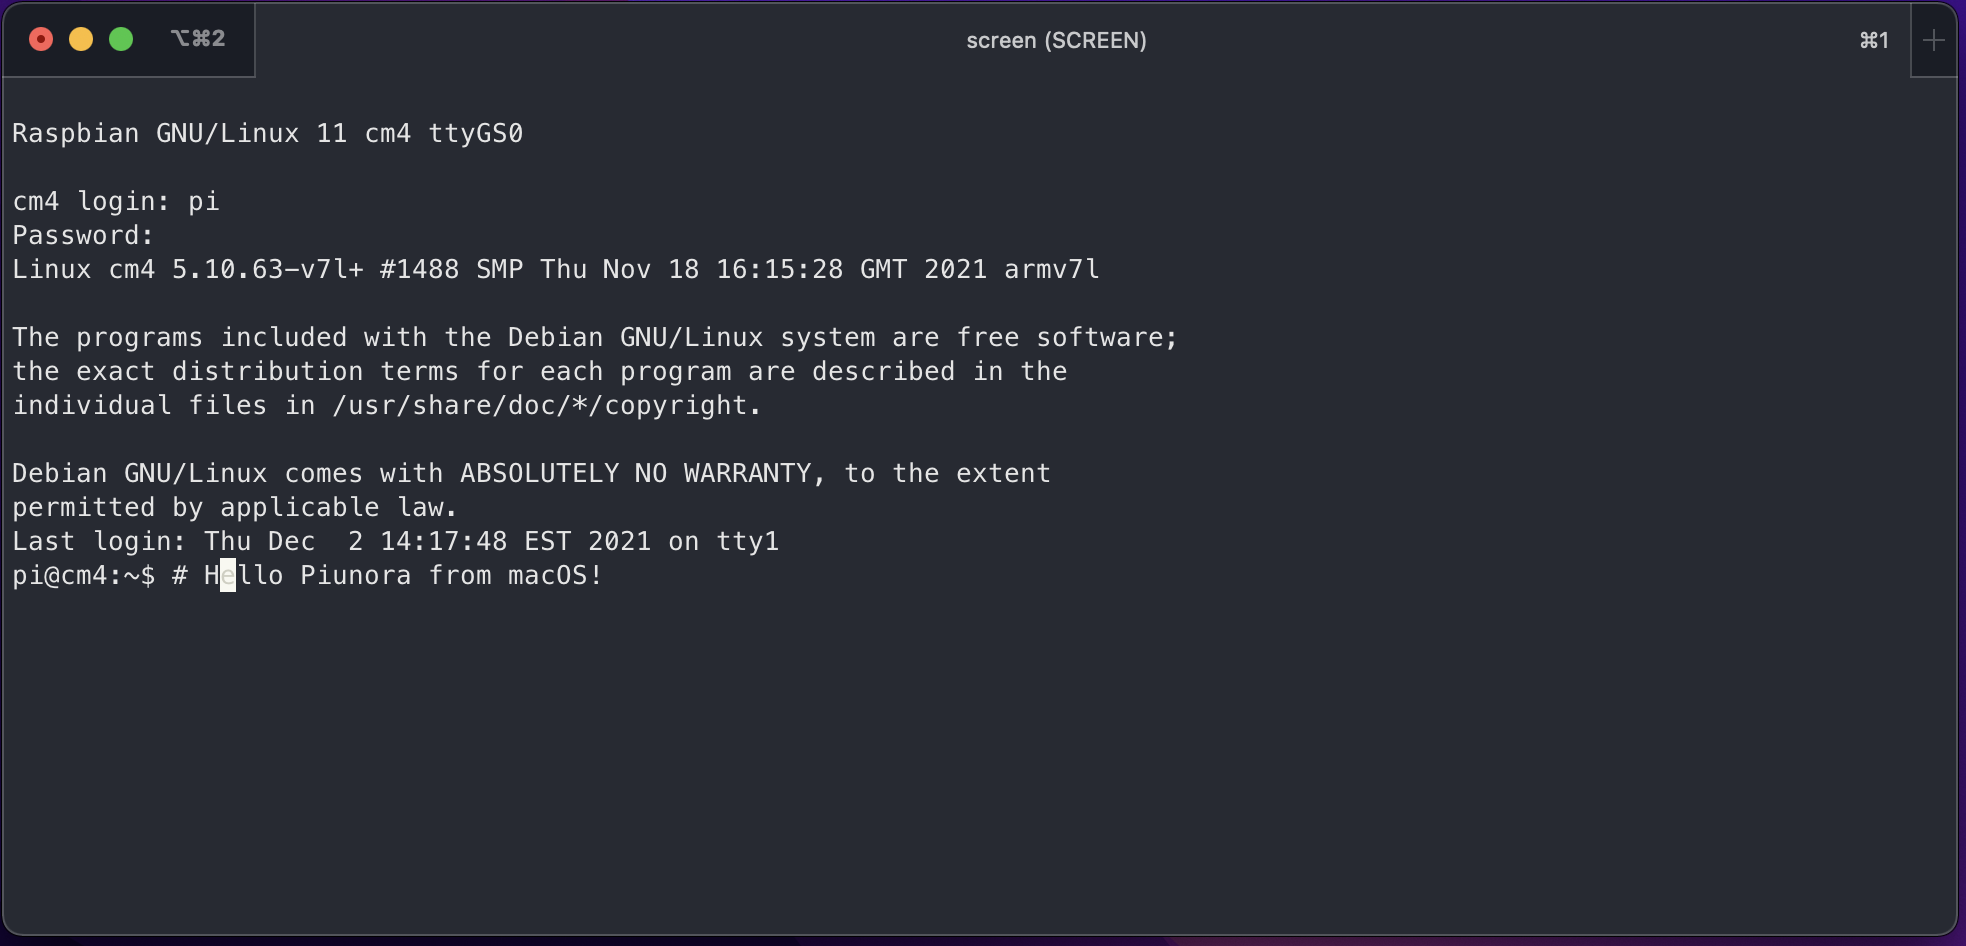 ⌥⌘2 screen (SCREEN) ⌘1 +
Raspbian GNU/Linux 11 cm4 ttyGS0
cm4 login: pi
Password:
Linux cm4 5.10.63-v7l+ #1488 SMP Thu Nov 18 16:15:28 GMT 2021 armv7l
The programs included with the Debian GNU/Linux system are free software;
the exact distribution terms for each program are described in the
individual files in /usr/share/doc/*/copyright.
Debian GNU/Linux comes with ABSOLUTELY NO WARRANTY, to the extent
permitted by applicable law.
Last login: Thu Dec  2 14:17:48 EST 2021 on tty1
pi@cm4:~$ # Hello Piunora from macOS!